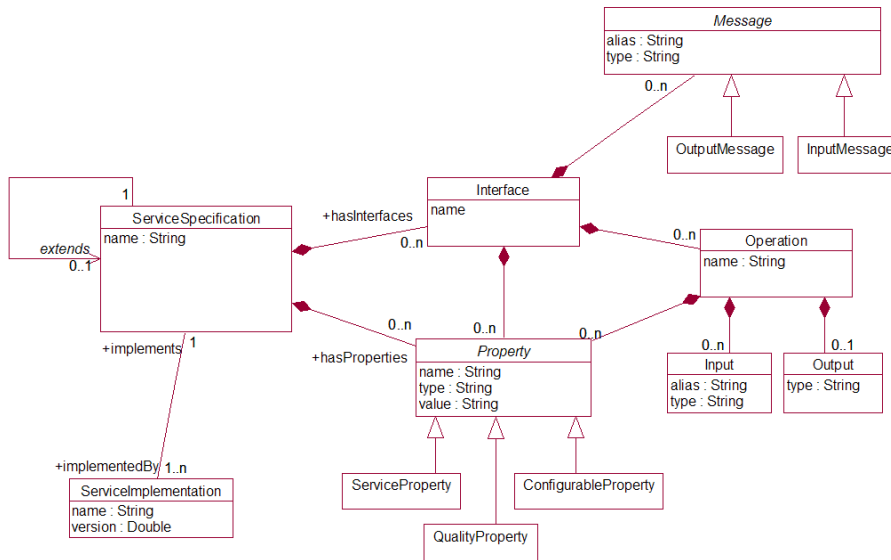 Message
alias : String
type : String
0..n
OutputMessage
InputMessage
Interface
name
1
ServiceSpecification
name : String
+hasInterfaces
0..n
extends
0..1
0..n
Operation
name : String
0..n
+hasProperties
0..n
0..n
Property
name : String
type : String
value : String
0..n
0..1
Input
alias : String
type : String
Output
type : String
+implements
1
+implementedBy
1..n
ServiceImplementation
name : String
version : Double
ServiceProperty
ConfigurableProperty
QualityProperty